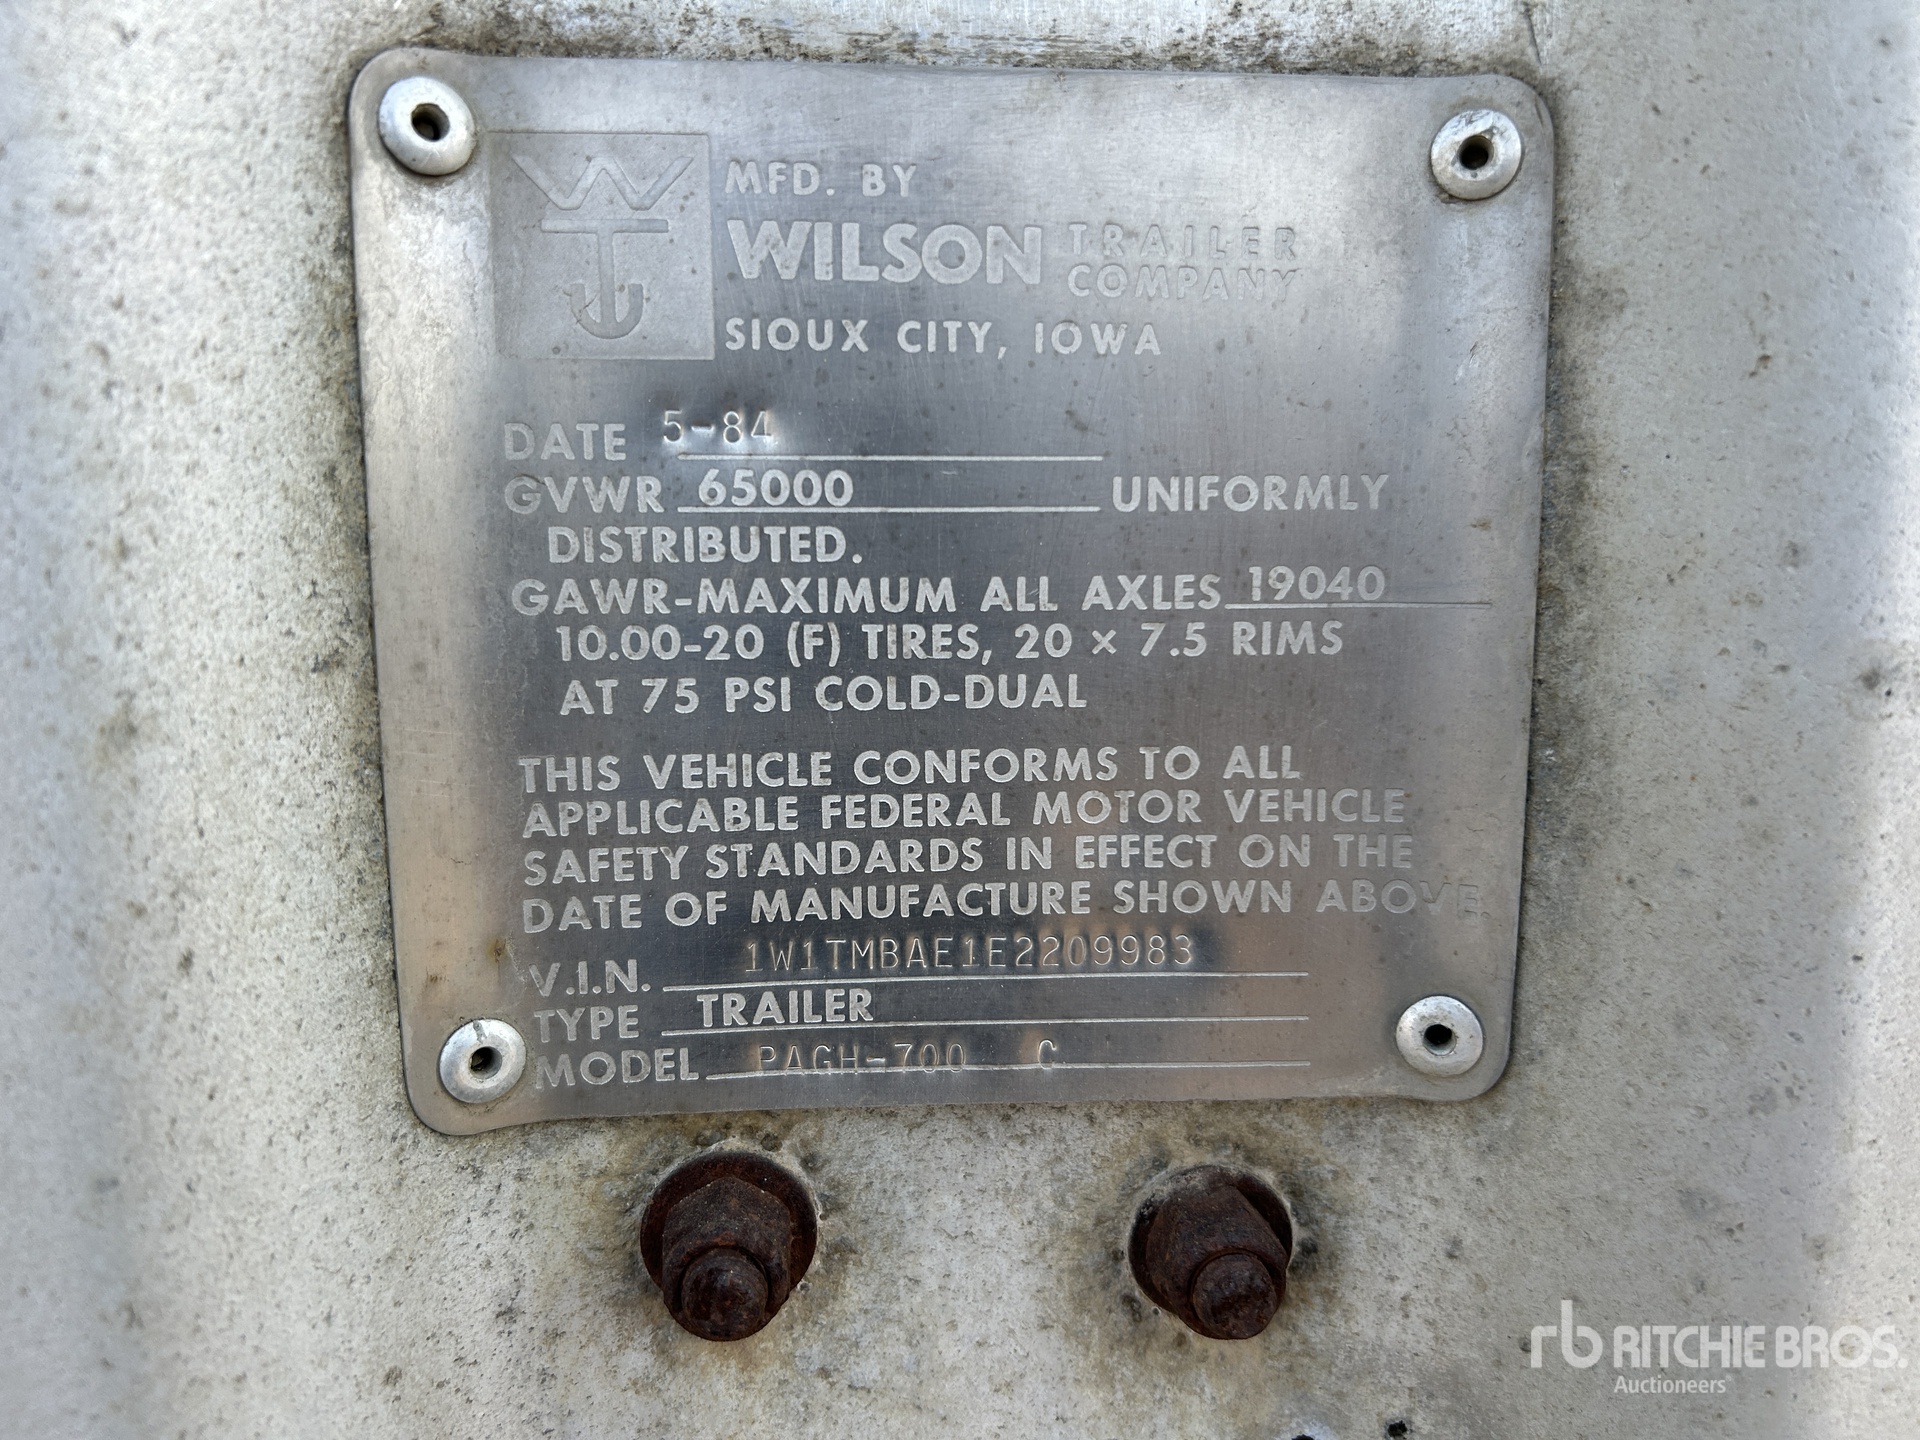 MFD. BY
WILSON TRAILER COMPANY
SIOUX CITY, IOWA
DATE 5-84
GVWR 65000 UNIFORMLY
DISTRIBUTED.
GAWR-MAXIMUM ALL AXLES 19040
10.00-20 (F) TIRES, 20 × 7.5 RIMS
AT 75 PSI COLD-DUAL
THIS VEHICLE CONFORMS TO ALL
APPLICABLE FEDERAL MOTOR VEHICLE
SAFETY STANDARDS IN EFFECT ON THE
DATE OF MANUFACTURE SHOWN ABOVE.
V.I.N. 1W1TMBAE1E2209983
TYPE TRAILER
MODEL PAGH-700 C
rb RITCHIE BROS.
Auctioneers